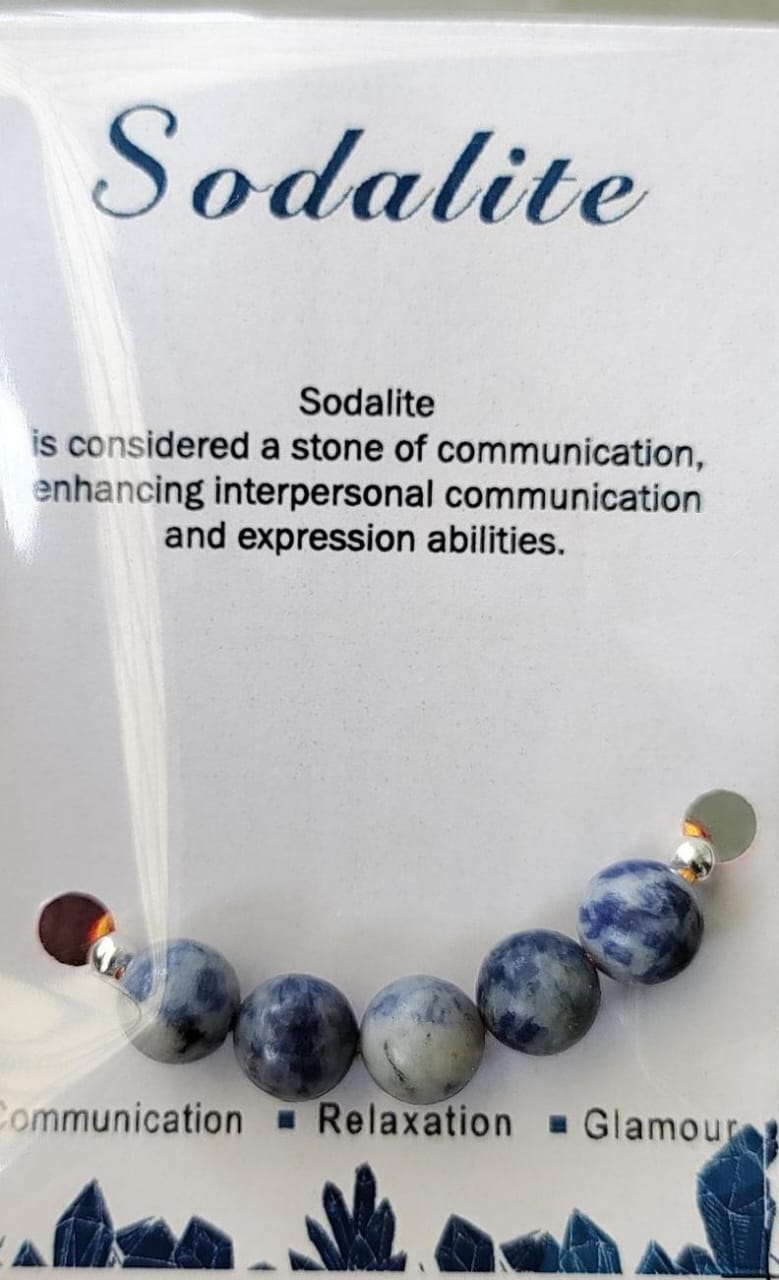 Sodalite
Sodalite
is considered a stone of communication,
enhancing interpersonal communication
and expression abilities.
Communication ▪ Relaxation ▪ Glamour